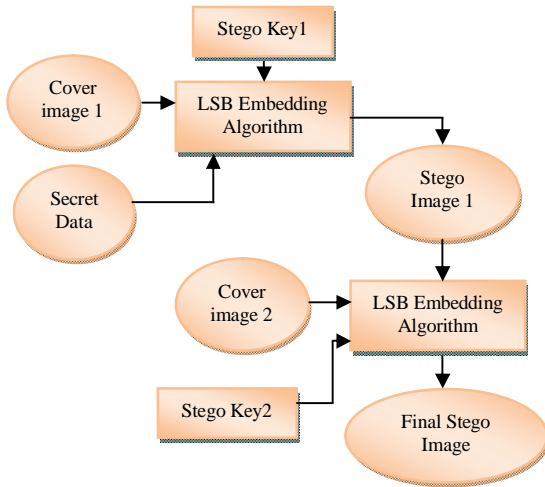 Stego Key1
Cover
image 1
LSB Embedding
Algorithm
Secret
Data
Stego
Image 1
Cover
image 2
LSB Embedding
Algorithm
Stego Key2
Final Stego
Image